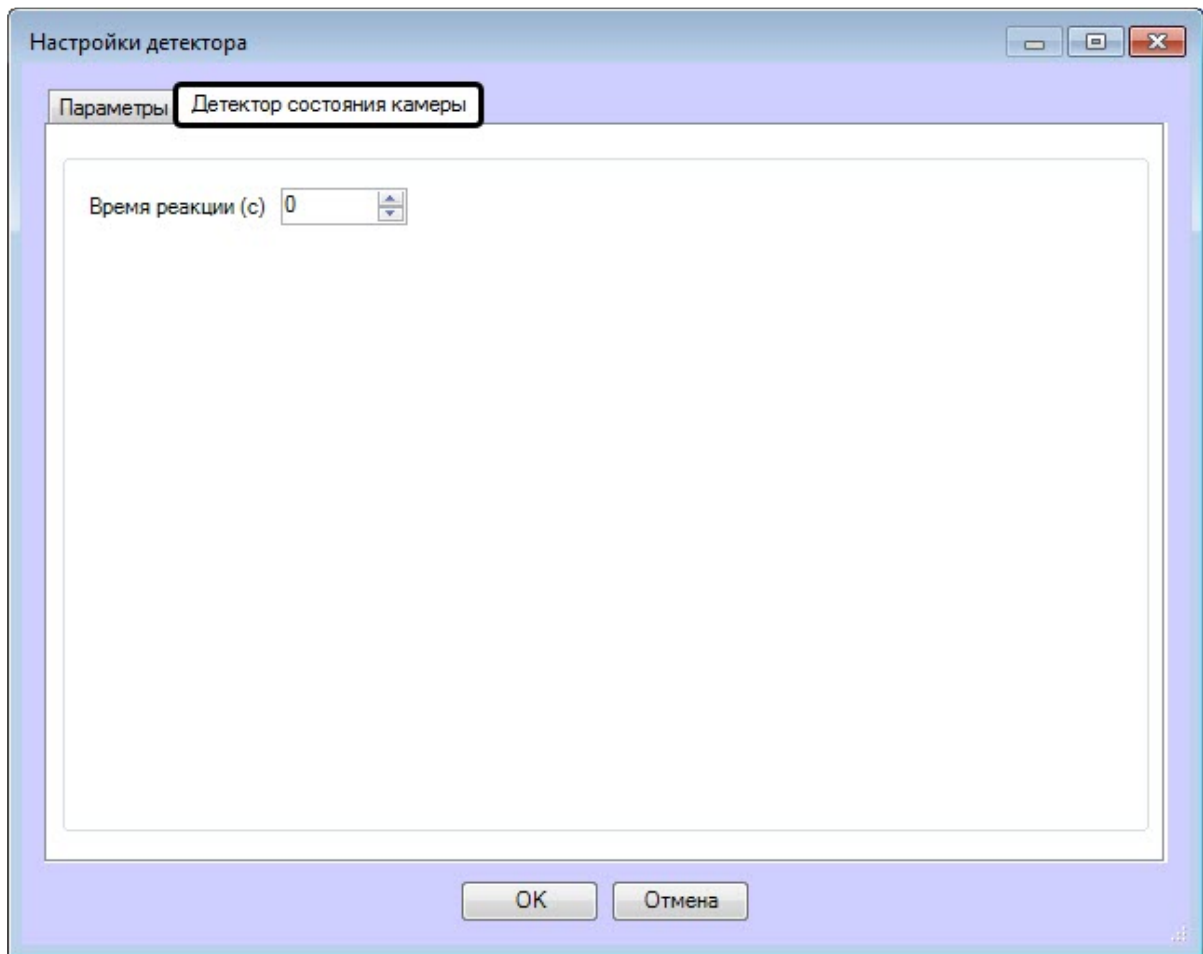 Настройки детектора
Параметры Детектор состояния камеры
Время реакции (с) 0
OK Отмена